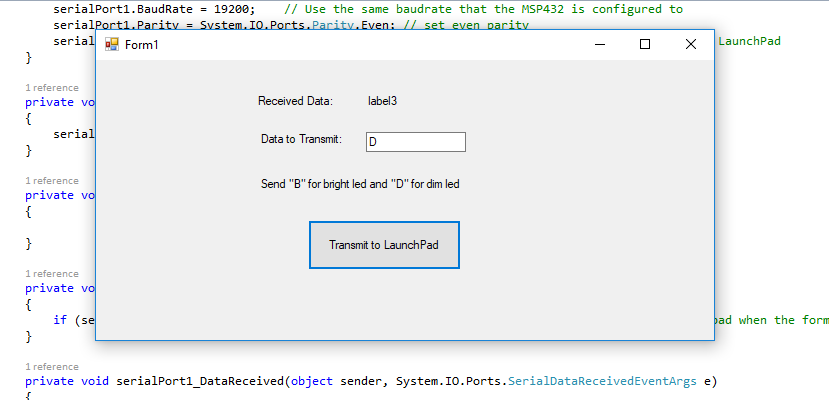 serialPort1.BaudRate = 19200;    // Use the same baudrate that the MSP432 is configured to
serialPort1.Parity = System.IO.Ports.Parity.Even; // set even parity
serial
LaunchPad
}
Form1
1 reference
private vo
{
serial
}
Received Data:
label3
Data to Transmit:
D
Send "B" for bright led and "D" for dim led
Transmit to LaunchPad
1 reference
private vo
{
}
1 reference
private vo
{
if (se
pad when the form
}
1 reference
private void serialPort1_DataReceived(object sender, System.IO.Ports.SerialDataReceivedEventArgs e)
{